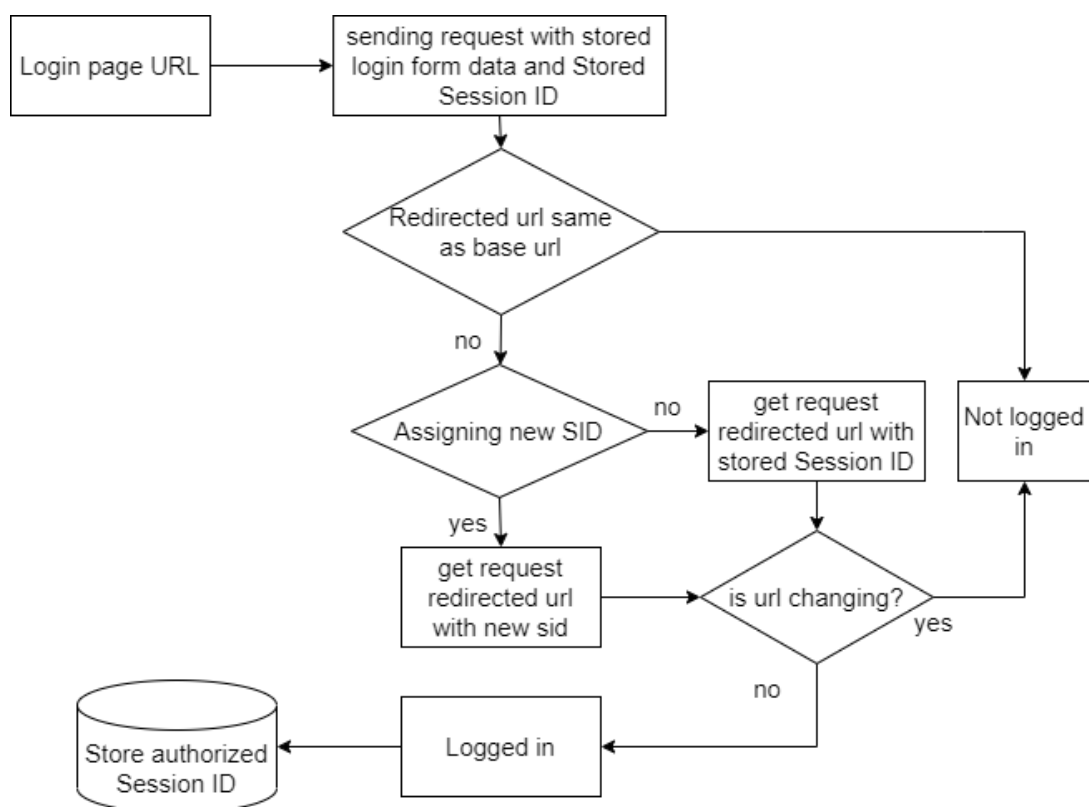 Login page URL
sending request with stored
login form data and Stored
Session ID
Redirected url same
as base url
no
Assigning new SID
no
get request
redirected url with
stored Session ID
Not logged
in
yes
get request
redirected url
with new sid
is url changing?
yes
no
Logged in
Store authorized
Session ID